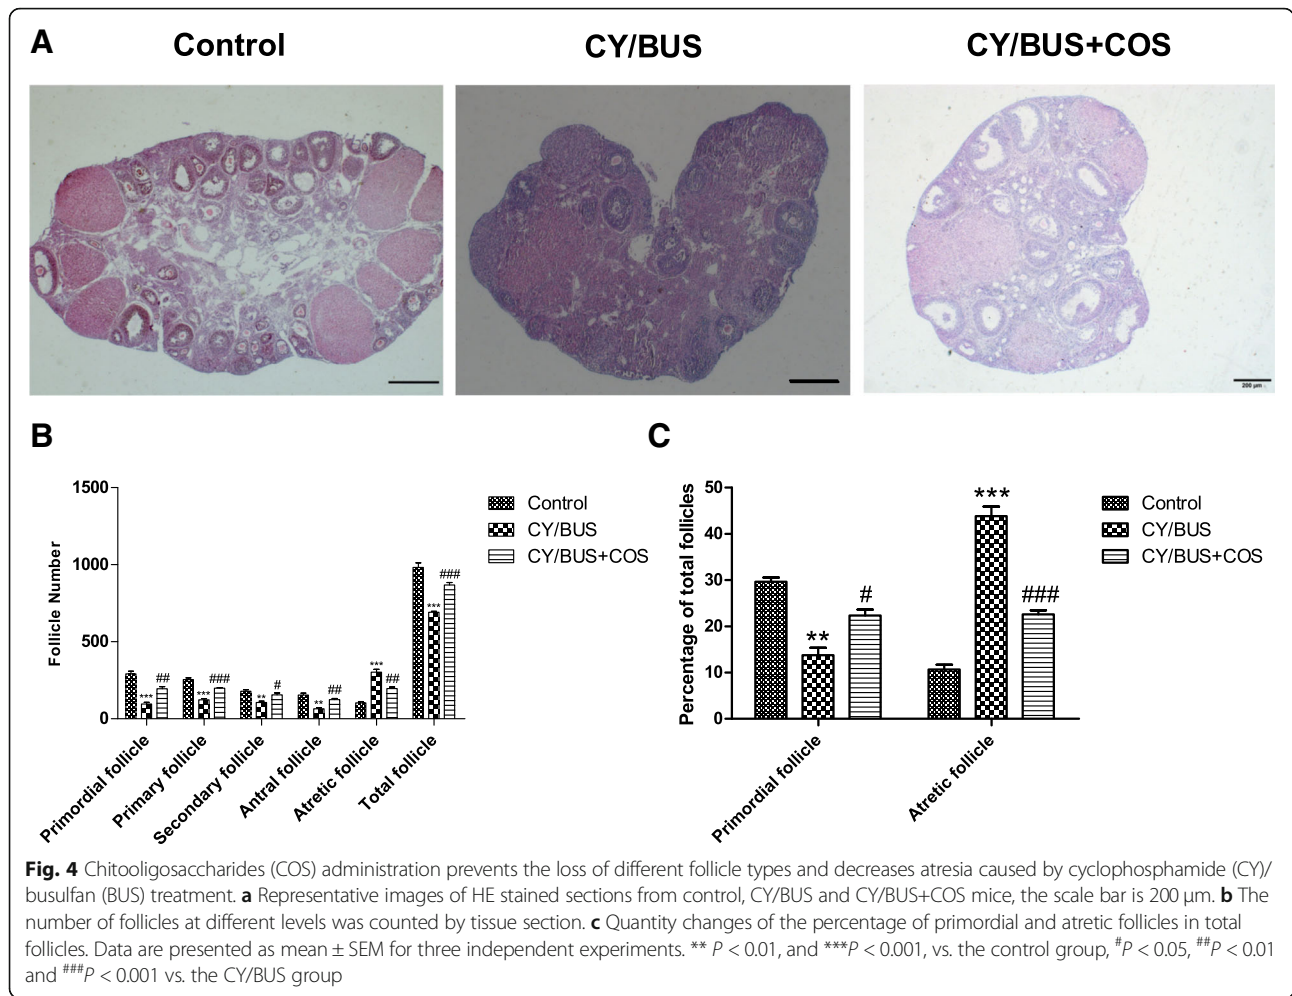 A
Control
CY/BUS
CY/BUS+COS
200 µm
B
1500
1000
500
0
Follicle Number
***
##
***
###
**
#
**
##
***
##
***
###
Primordial follicle
Primary follicle
Secondary follicle
Antral follicle
Atretic follicle
Total follicle
Control
CY/BUS
CY/BUS+COS
C
50
40
30
20
10
0
Percentage of total follicles
**
#
***
###
Primordial follicle
Atretic follicle
Control
CY/BUS
CY/BUS+COS
Fig. 4 Chitooligosaccharides (COS) administration prevents the loss of different follicle types and decreases atresia caused by cyclophosphamide (CY)/
busulfan (BUS) treatment. a Representative images of HE stained sections from control, CY/BUS and CY/BUS+COS mice, the scale bar is 200 μm. b The
number of follicles at different levels was counted by tissue section. c Quantity changes of the percentage of primordial and atretic follicles in total
follicles. Data are presented as mean ± SEM for three independent experiments. ** P < 0.01, and ***P < 0.001, vs. the control group, #P < 0.05, ##P < 0.01
and ###P < 0.001 vs. the CY/BUS group